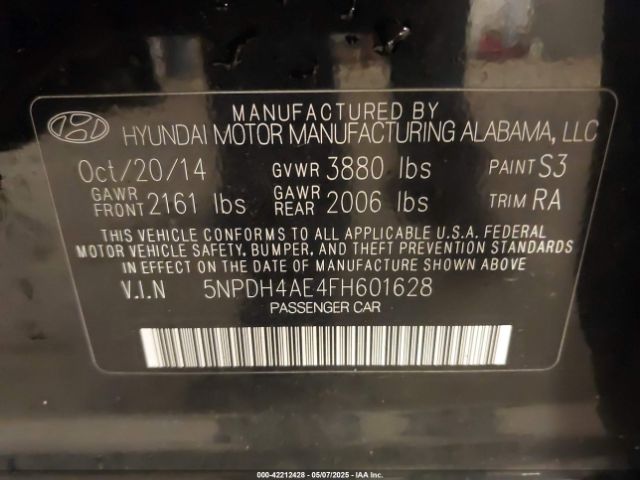 MANUFACTURED BY
HYUNDAI MOTOR MANUFACTURING ALABAMA, LLC
Oct/20/14 GVWR 3880 lbs PAINT S3
GAWR FRONT 2161 lbs GAWR REAR 2006 lbs TRIM RA
THIS VEHICLE CONFORMS TO ALL APPLICABLE U.S.A. FEDERAL
MOTOR VEHICLE SAFETY, BUMPER, AND THEFT PREVENTION STANDARDS
IN EFFECT ON THE DATE OF MANUFACTURE SHOWN ABOVE.
V.I.N 5NPDH4AE4FH601628
PASSENGER CAR
000-42212428 - 05/07/2025 - IAA Inc.